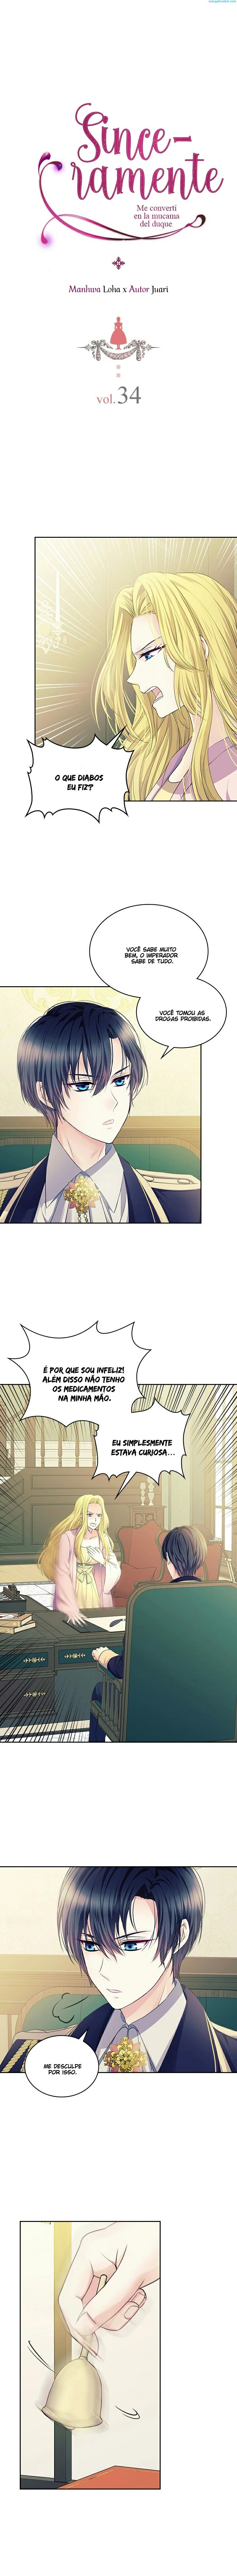 Since-
ramente
Me convertí
en la mucama
del duque
Manhwa Loha x Autor Juari
vol. 34
O QUE DIABOS
EU FIZ?
VOCÊ SABE MUITO
BEM, O IMPERADOR
SABE DE TUDO.
VOCÊ TOMOU AS
DROGAS PROIBIDAS.
É POR QUE SOU INFELIZ!
ALÉM DISSO NÃO TENHO
OS MEDICAMENTOS
NA MINHA MÃO.
EU SIMPLESMENTE
ESTAVA CURJOSA...
ME DESCULPE
POR ISSO.